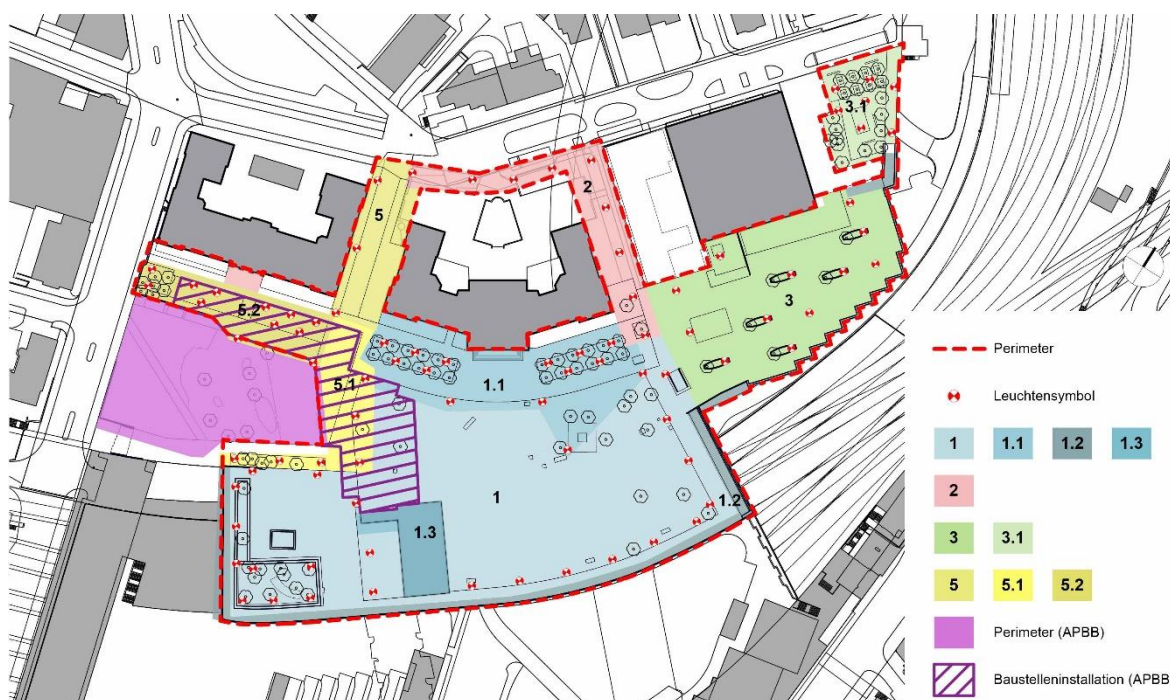 3.1
2
5
3
5.2
1.1
5.1
1
1.2
1.3
Perimeter
Leuchtensymbol
1 1.1 1.2 1.3
2
3 3.1
5 5.1 5.2
Perimeter (APBB)
Baustelleninstallation (APBB